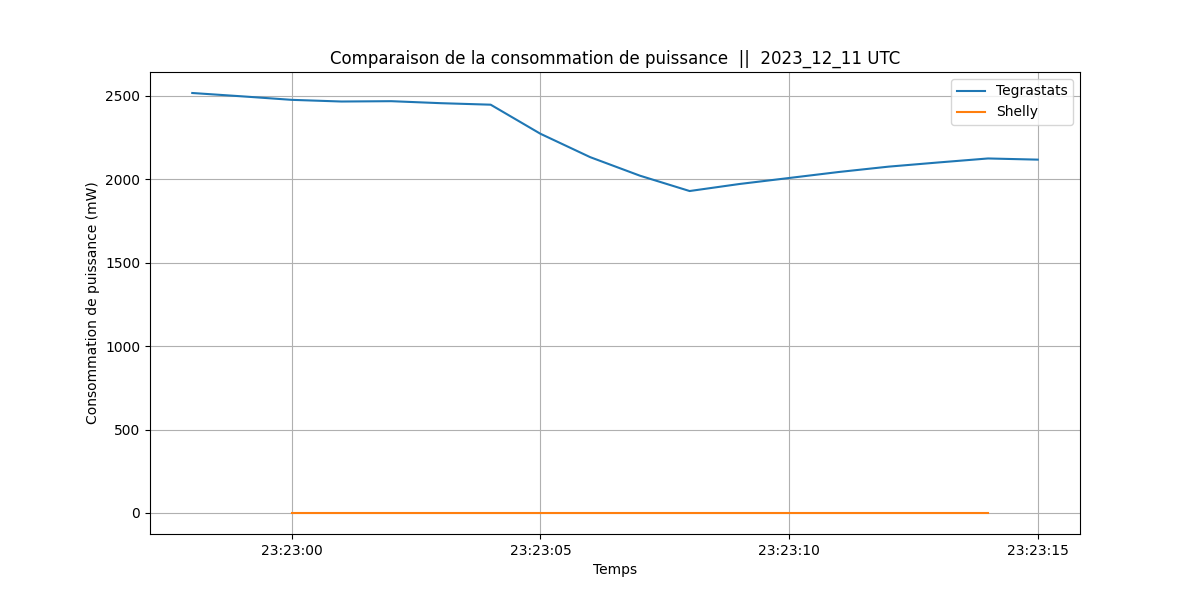 Comparaison de la consommation de puissance  ||  2023_12_11 UTC
Tegrastats
Shelly
Consommation de puissance (mW)
2500
2000
1500
1000
500
0
23:23:00
23:23:05
23:23:10
23:23:15
Temps